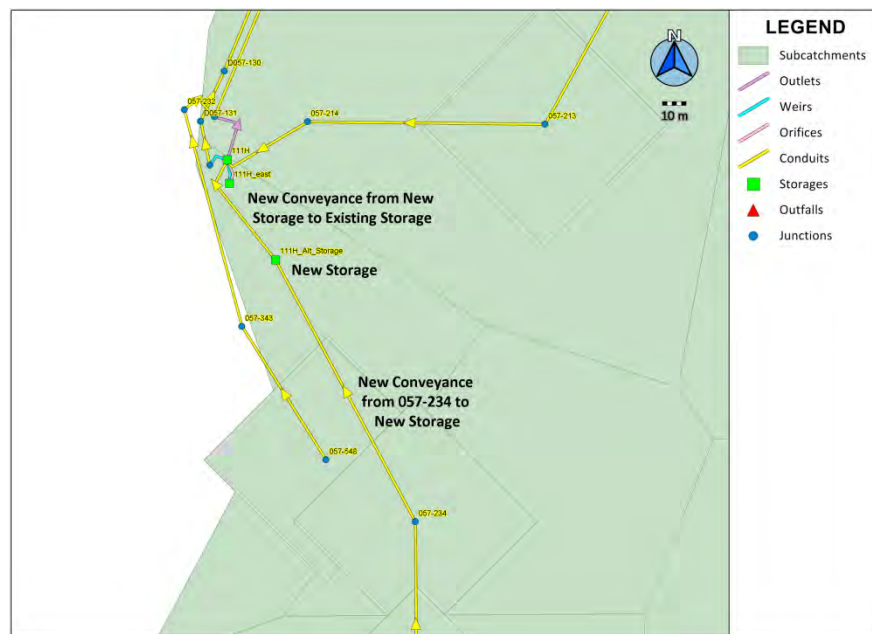 LEGEND
Subcatchments
Outlets
Weirs
Orifices
Conduits
Storages
Outfalls
Junctions
N
10 m
D057-130
057-232
D057-131
057-214
057-213
111H
111H_east
New Conveyance from New
Storage to Existing Storage
111H_Alt_Storage
New Storage
057-343
New Conveyance
from 057-234 to
New Storage
057-548
057-234